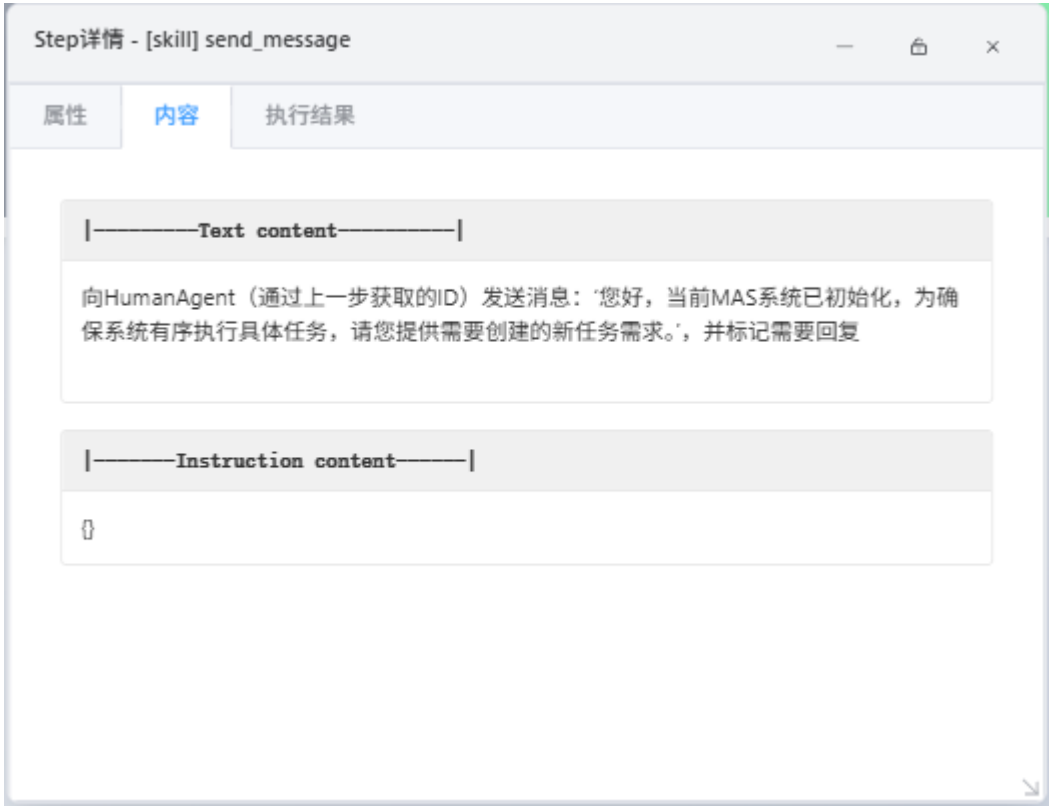 Step详情 - [skill] send_message
属性 内容 执行结果
|---------Text content----------|
向HumanAgent（通过上一步获取的ID）发送消息：'您好，当前MAS系统已初始化，为确
保系统有序执行具体任务，请您提供需要创建的新任务需求。'，并标记需要回复
|-------Instruction content------|
{}